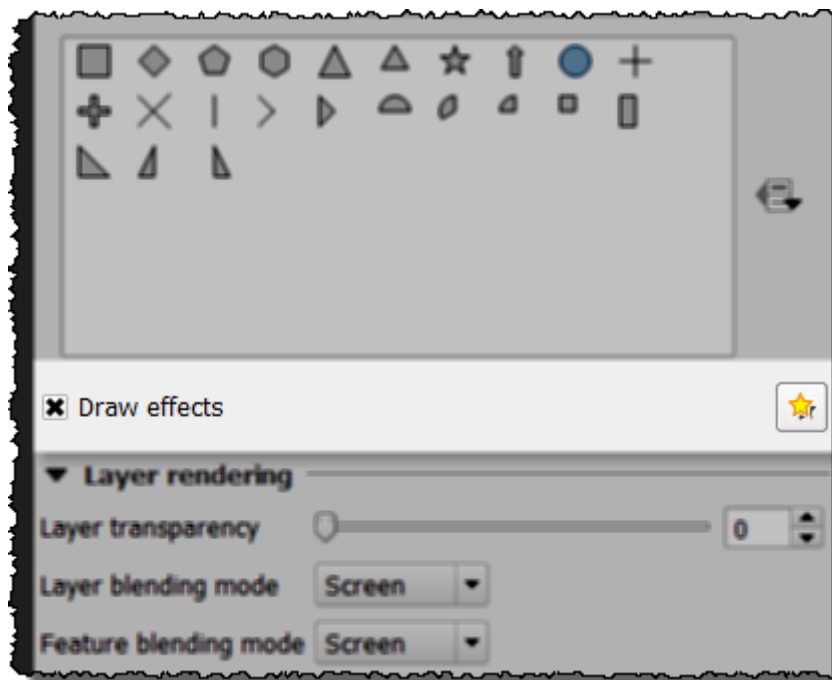 Draw effects
Layer rendering
Layer transparency 0
Layer blending mode Screen
Feature blending mode Screen